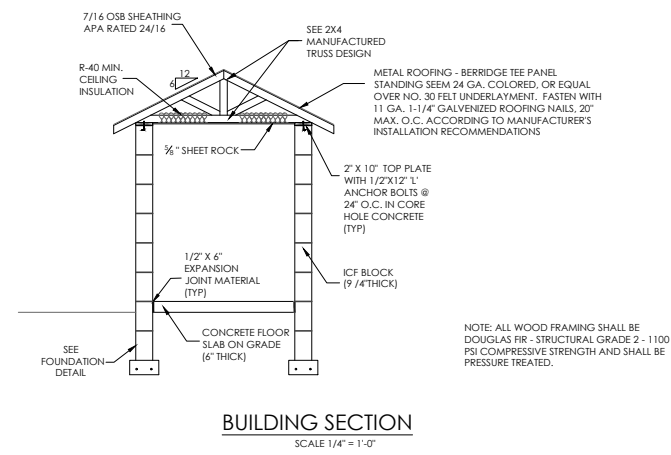 7/16 OSB SHEATHING
APA RATED 24/16
SEE 2X4
MANUFACTURED
TRUSS DESIGN
R-40 MIN.
CEILING
INSULATION
12
6
METAL ROOFING - BERRIDGE TEE PANEL
STANDING SEEM 24 GA. COLORED, OR EQUAL
OVER NO. 30 FELT UNDERLAYMENT. FASTEN WITH
11 GA. 1-1/4" GALVANIZED ROOFING NAILS, 20"
MAX. O.C. ACCORDING TO MANUFACTURER'S
INSTALLATION RECOMMENDATIONS
5/8 " SHEET ROCK
2" X 10" TOP PLATE
WITH 1/2"X12" 'L'
ANCHOR BOLTS @
24" O.C. IN CORE
HOLE CONCRETE
(TYP)
1/2" X 6"
EXPANSION
JOINT MATERIAL
(TYP)
ICF BLOCK
(9 /4"THICK)
CONCRETE FLOOR
SLAB ON GRADE
(6" THICK)
SEE
FOUNDATION
DETAIL
NOTE: ALL WOOD FRAMING SHALL BE
DOUGLAS FIR - STRUCTURAL GRADE 2 - 1100
PSI COMPRESSIVE STRENGTH AND SHALL BE
PRESSURE TREATED.
BUILDING SECTION
SCALE 1/4" = 1'-0"